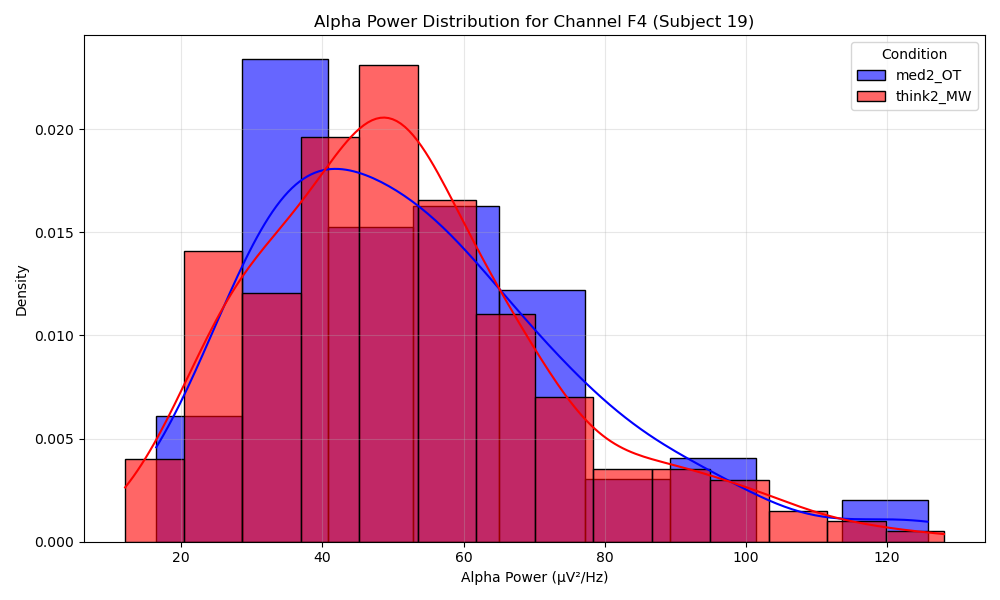 Alpha Power Distribution for Channel F4 (Subject 19)
Condition
med2_OT
think2_MW
Density
0.020
0.015
0.010
0.005
0.000
20 40 60 80 100 120
Alpha Power (μV²/Hz)